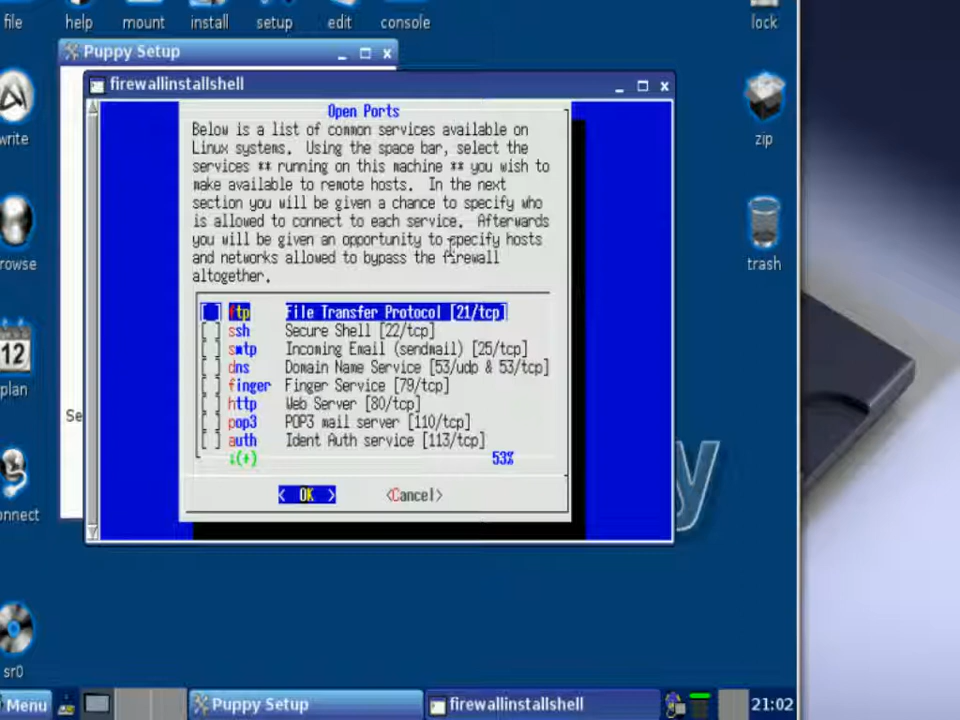 file
help
mount
install
setup
edit
console
lock
Puppy Setup
firewallinstallshell
write
zip
Open Ports
Below is a list of common services available on
Linux systems. Using the space bar, select the
services ** running on this machine ** you wish to
make available to remote hosts. In the next
section you will be given a chance to specify who
is allowed to connect to each service. Afterwards
you will be given an opportunity to specify hosts
and networks allowed to bypass the firewall
altogether.
rowse
trash
[ ] ftp File Transfer Protocol [21/tcp]
[ ] ssh Secure Shell [22/tcp]
[ ] smtp Incoming Email (sendmail) [25/tcp]
[ ] dns Domain Name Service [53/udp & 53/tcp]
[ ] finger Finger Service [79/tcp]
[ ] http Web Server [80/tcp]
[ ] pop3 POP3 mail server [110/tcp]
[ ] auth Ident Auth service [113/tcp]
↓(+) 53%
12
plan
Se
< OK > <Cancel>
y
onnect
sr0
Menu
Puppy Setup
firewallinstallshell
21:02